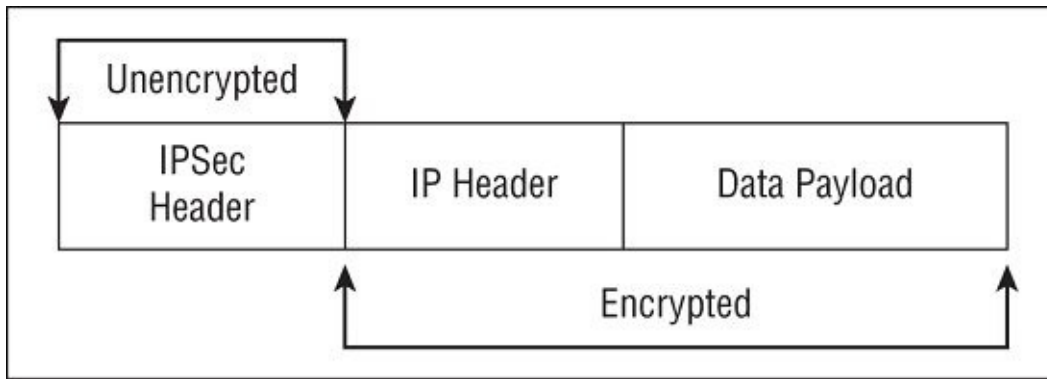 Unencrypted
IPSec
Header
IP Header
Data Payload
Encrypted